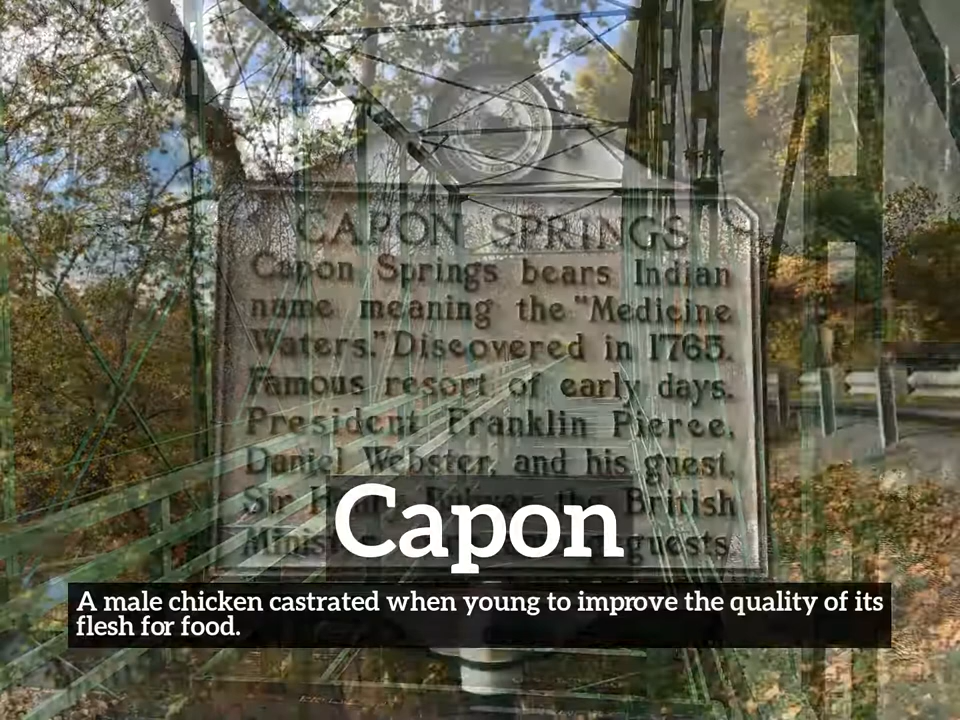 CAPON SPRINGS
Capon Springs bears Indian
name meaning the "Medicine
Waters." Discovered in 1765.
Famous resort of early days.
President Franklin Pierce,
Daniel Webster, and his guest,
Sir Bulwer the British
guests.
Capon
A male chicken castrated when young to improve the quality of its
flesh for food.